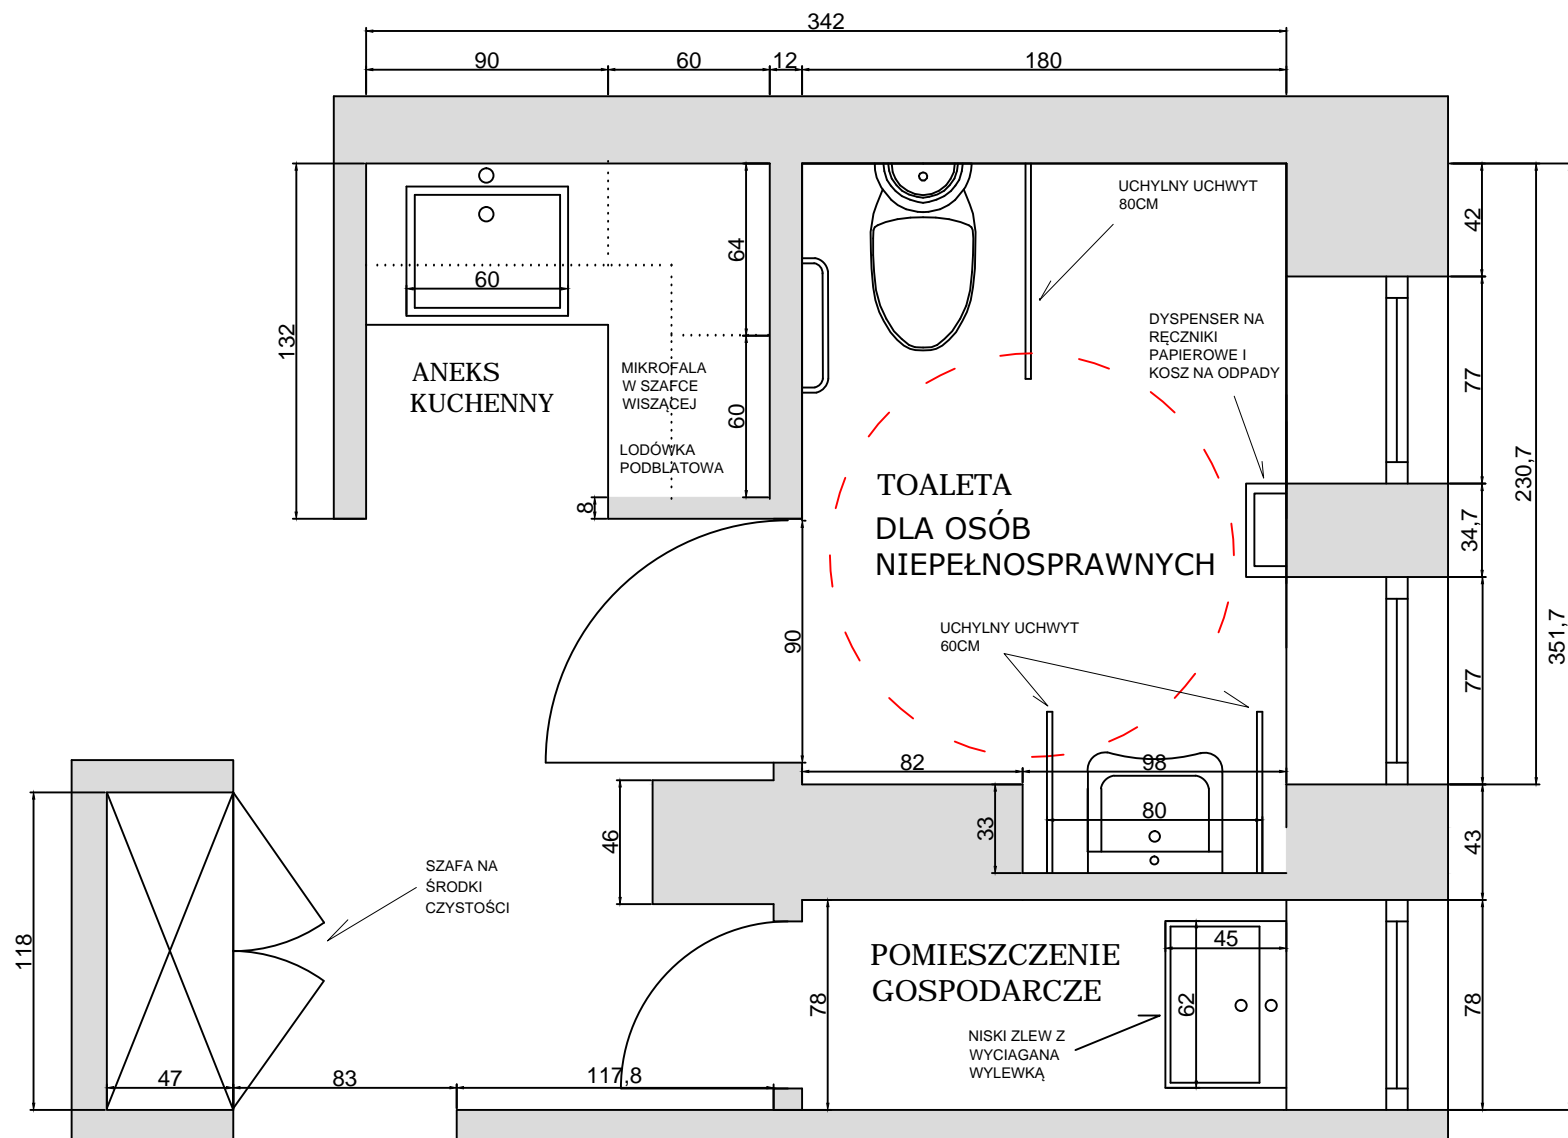 342
90
60
12
180
UCHYLNY UCHWYT
80CM
42
64
60
132
DYSPENSER NA
RĘCZNIKI
PAPIEROWE I
KOSZ NA ODPADY
77
ANEKS
KUCHENNY
MIKROFALA
W SZAFCE
WISZĄCEJ
60
LODÓWKA
PODBLATOWA
8
230,7
TOALETA
DLA OSÓB
NIEPEŁNOSPRAWNYCH
34,7
351,7
UCHYLNY UCHWYT
60CM
90
77
82
98
80
33
46
43
SZAFA NA
ŚRODKI
CZYSTOŚCI
118
POMIESZCZENIE
GOSPODARCZE
45
62
78
78
NISKI ZLEW Z
WYCIAGANA
WYLEWKĄ
47
83
117,8